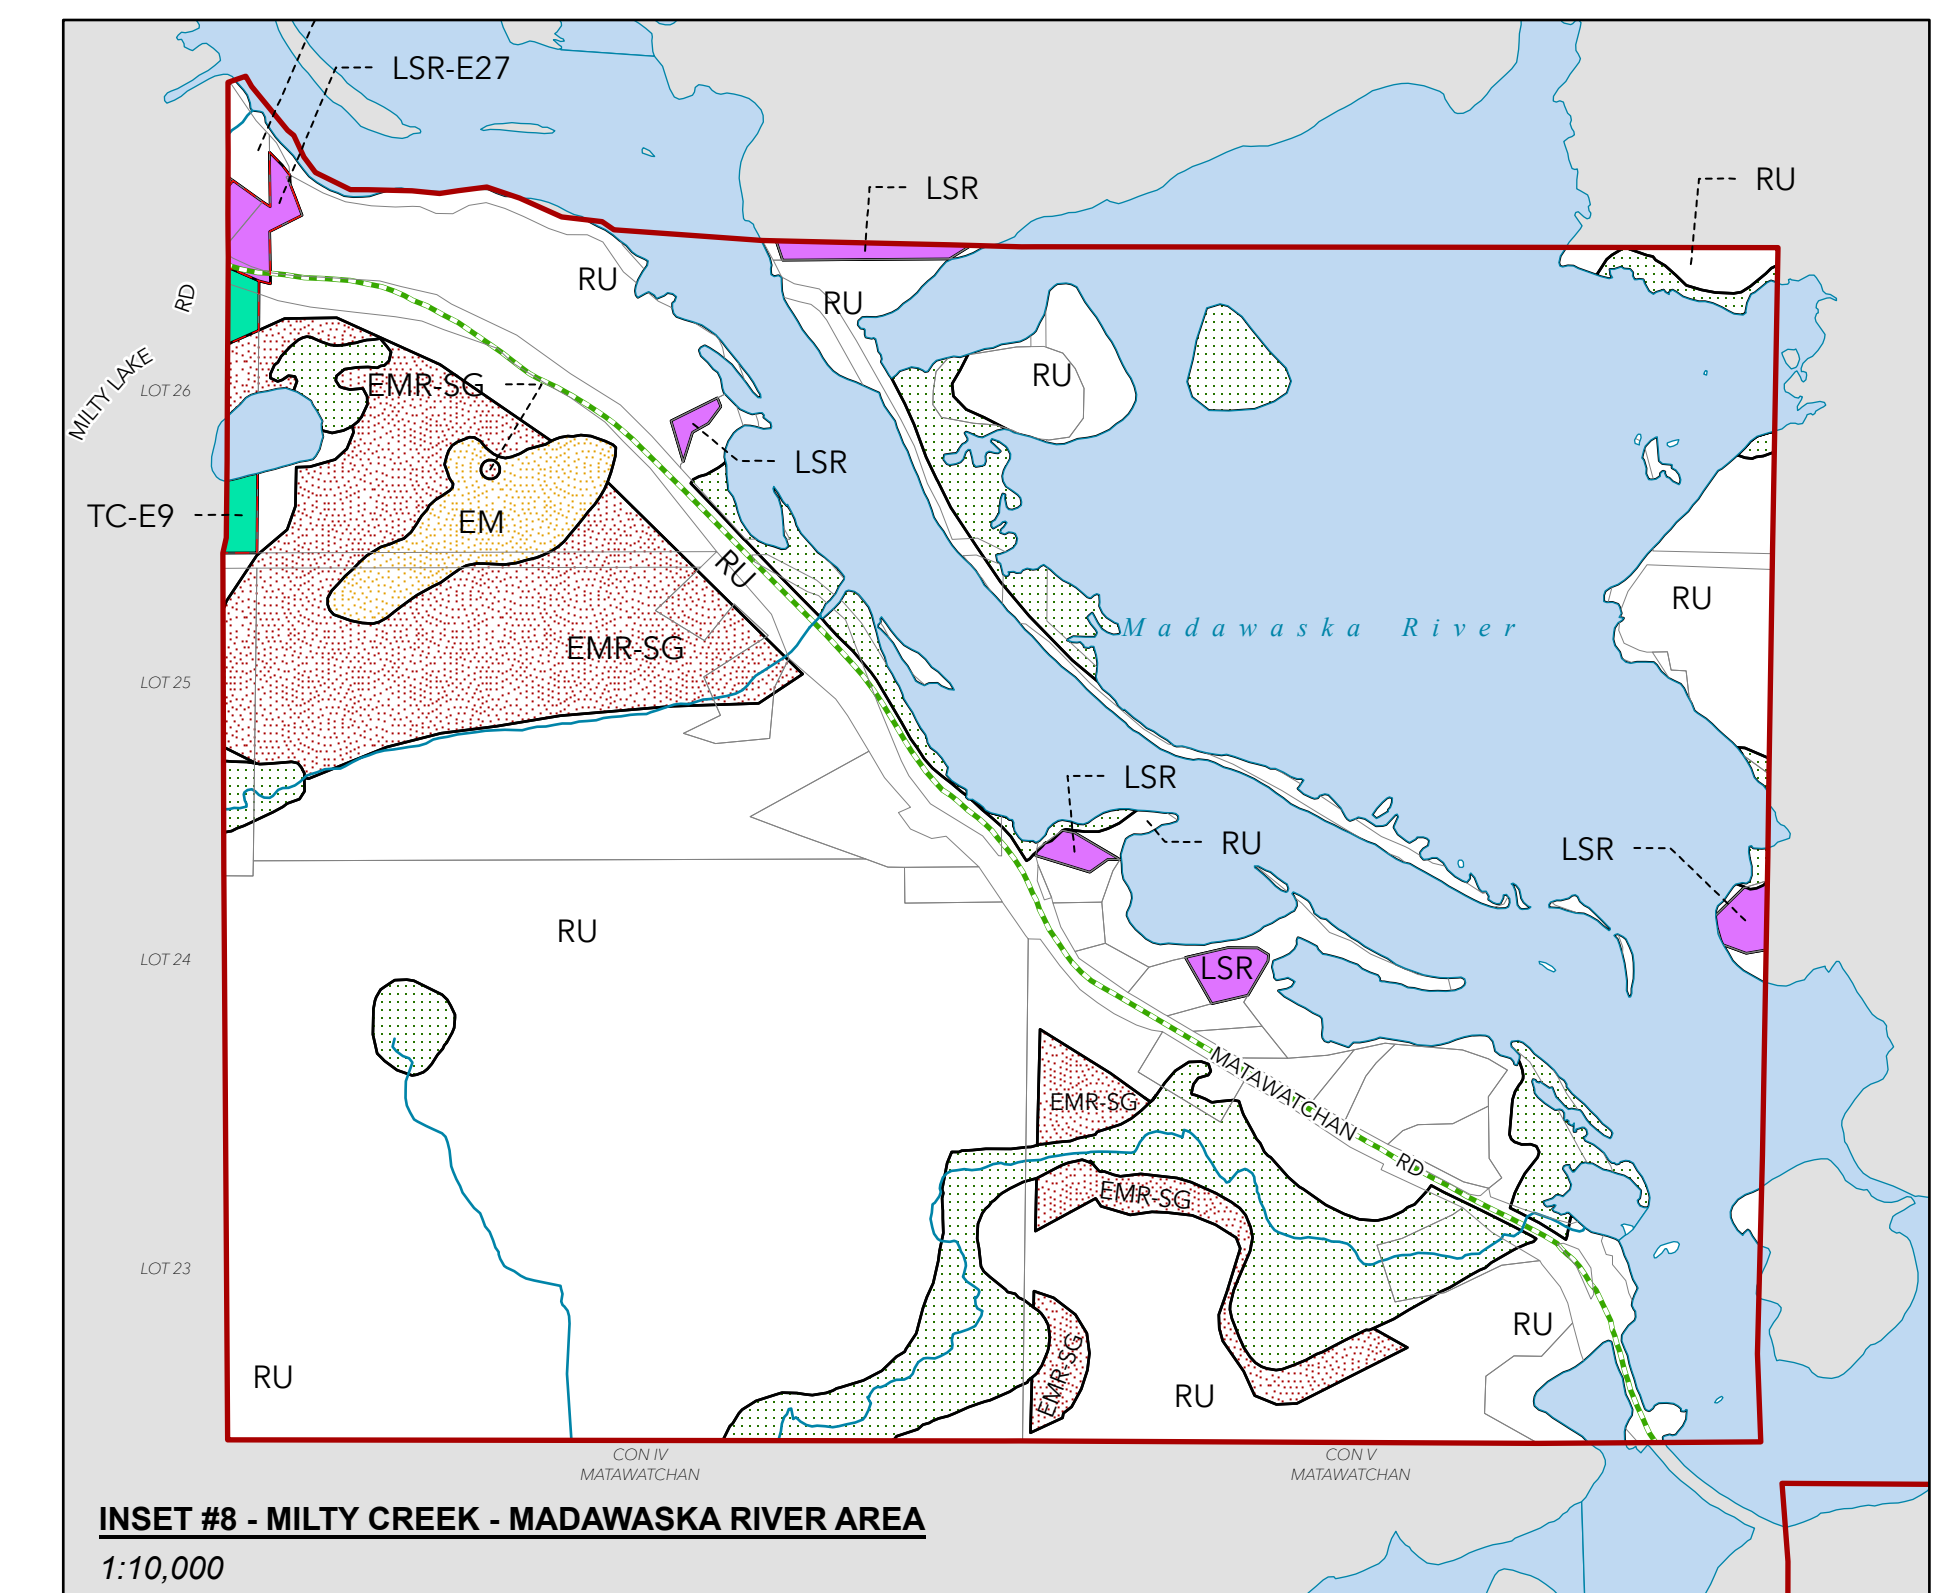 LSR-E27
LSR
RU
RU
RD
RU
MILTY LAKE
LOT 26
EMR-SG
RU
LSR
TC-E9
EM
RU
RU
Madawaska River
EMR-SG
LOT 25
LSR
RU
LSR
RU
LOT 24
LSR
MATAWATCHAN RD
EMR-SG
EMR-SG
LOT 23
RU
EMR-SG
RU
RU
CON IV
MATAWATCHAN
CON V
MATAWATCHAN
INSET #8 - MILTY CREEK - MADAWASKA RIVER AREA
1:10,000